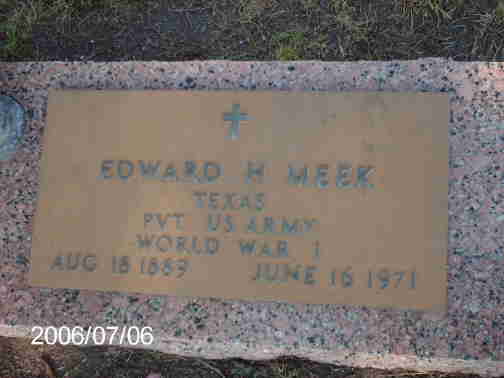 EDWARD H MEEK
TEXAS
PVT US ARMY
WORLD WAR I
AUG 18 1889 JUNE 16 1971
2006/07/06